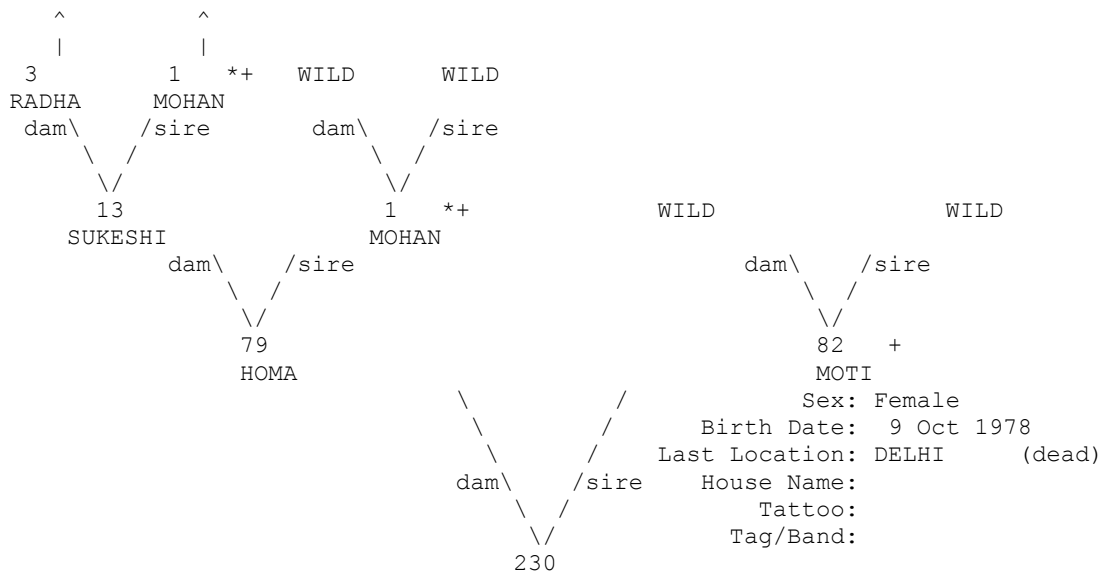 ^ ^
| |
3 1 *+ WILD WILD
RADHA MOHAN
dam\ /sire dam\ /sire
\ / \ /
\/ \/
13 1 *+ WILD WILD
SUKESHI MOHAN
dam\ /sire dam\ /sire
\ / \ /
\/ \/
79 82 +
HOMA MOTI
\ / Sex: Female
\ / Birth Date: 9 Oct 1978
\ / Last Location: DELHI (dead)
dam\ /sire House Name:
\ / Tattoo:
\/ Tag/Band:
230